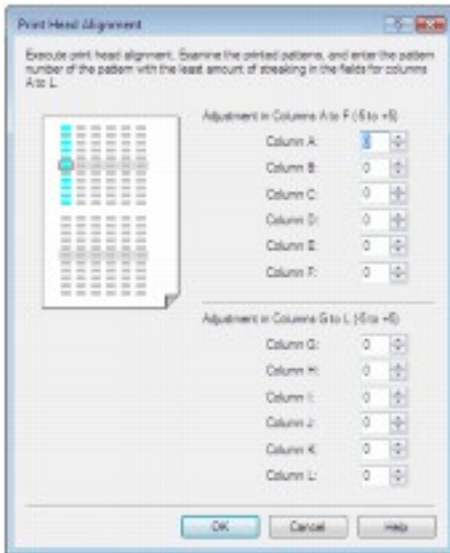 Print Head Alignment
Execute print head alignment. Examine the printed patterns, and enter the pattern
number of the pattern with the least amount of streaking in the fields for columns
A to L.
Adjustment in Columns A to F (-5 to +5)
Column A: 0
Column B: 0
Column C: 0
Column D: 0
Column E: 0
Column F: 0
Adjustment in Columns G to L (-5 to +5)
Column G: 0
Column H: 0
Column I: 0
Column J: 0
Column K: 0
Column L: 0
OK Cancel Help